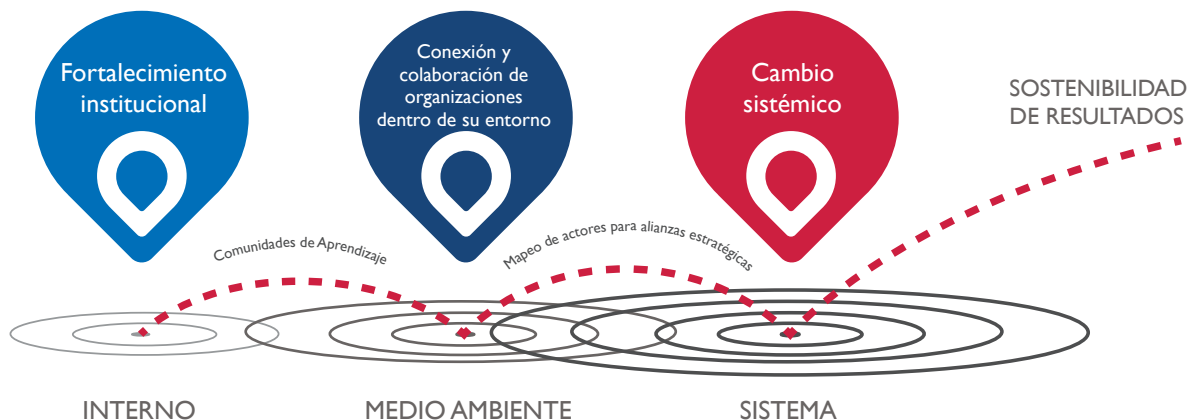 Fortalecimiento
institucional
Conexión y
colaboración de
organizaciones
dentro de su entorno
Cambio
sistémico
SOSTENIBILIDAD
DE RESULTADOS
Comunidades de Aprendizaje
Mapeo de actores para alianzas estratégicas
INTERNO
MEDIO AMBIENTE
SISTEMA